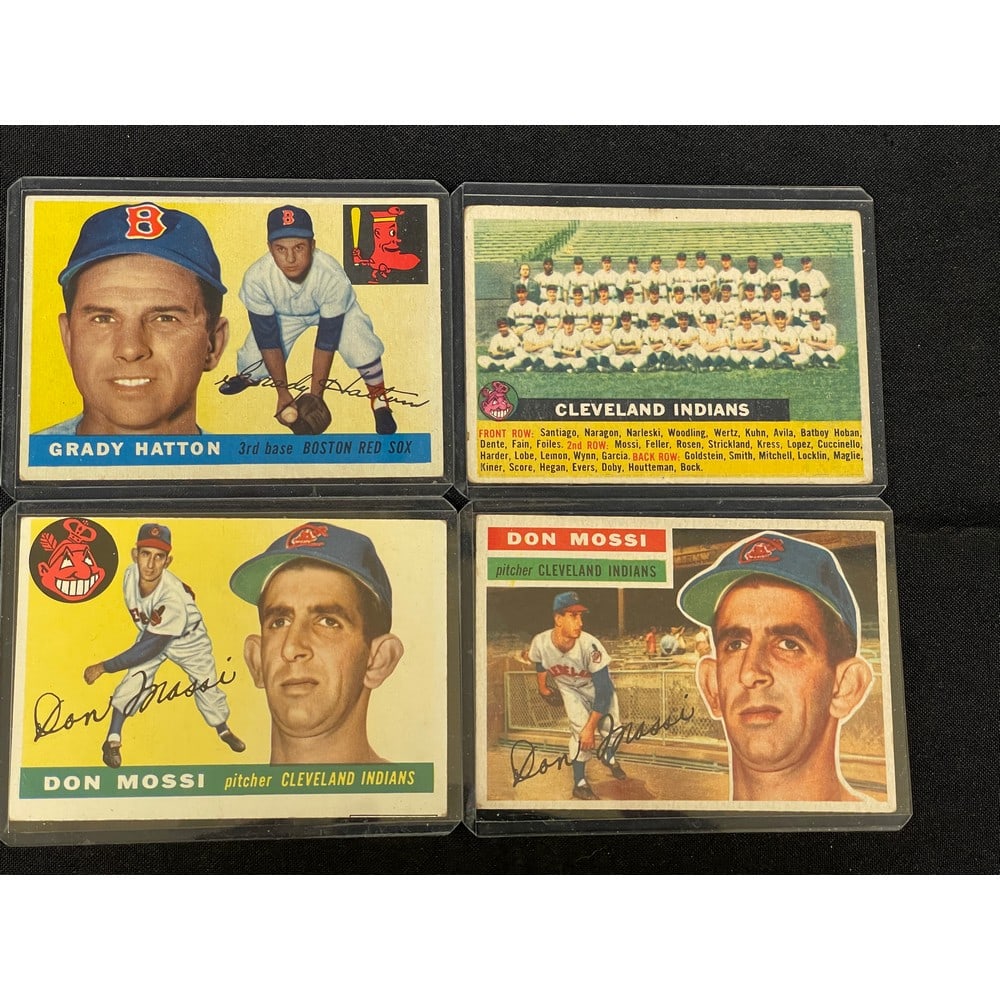 B
B
Grady Hatton
GRADY HATTON 3rd base BOSTON RED SOX
CLEVELAND INDIANS
FRONT ROW: Santiago, Naragon, Narleski, Woodling, Wertz, Kuhn, Avila, Batboy Hoban,
Dente, Fain, Foiles. 2nd ROW: Mossi, Feller, Rosen, Strickland, Kress, Lopez, Cuccinello,
Harder, Lobe, Lemon, Wynn, Garcia. BACK ROW: Goldstein, Smith, Mitchell, Locklin, Maglie,
Kiner, Score, Hegan, Evers, Doby, Houtteman, Bock.
Don Mossi
DON MOSSI pitcher CLEVELAND INDIANS
DON MOSSI
pitcher CLEVELAND INDIANS
Don Mossi